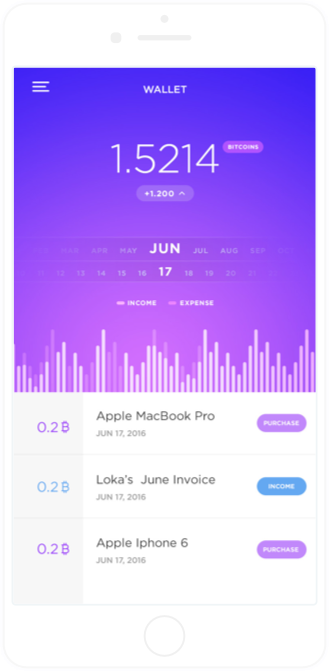 WALLET
1.5214 BITCOINS
+1.200
MAR APR MAY JUN JUL AUG SEP
11 12 13 14 15 16 17 18 19 20 21
INCOME EXPENSE
0.2 ₿ Apple MacBook Pro PURCHASE
JUN 17, 2016
0.2 ₿ Loka's June Invoice INCOME
JUN 17, 2016
0.2 ₿ Apple Iphone 6 PURCHASE
JUN 17, 2016